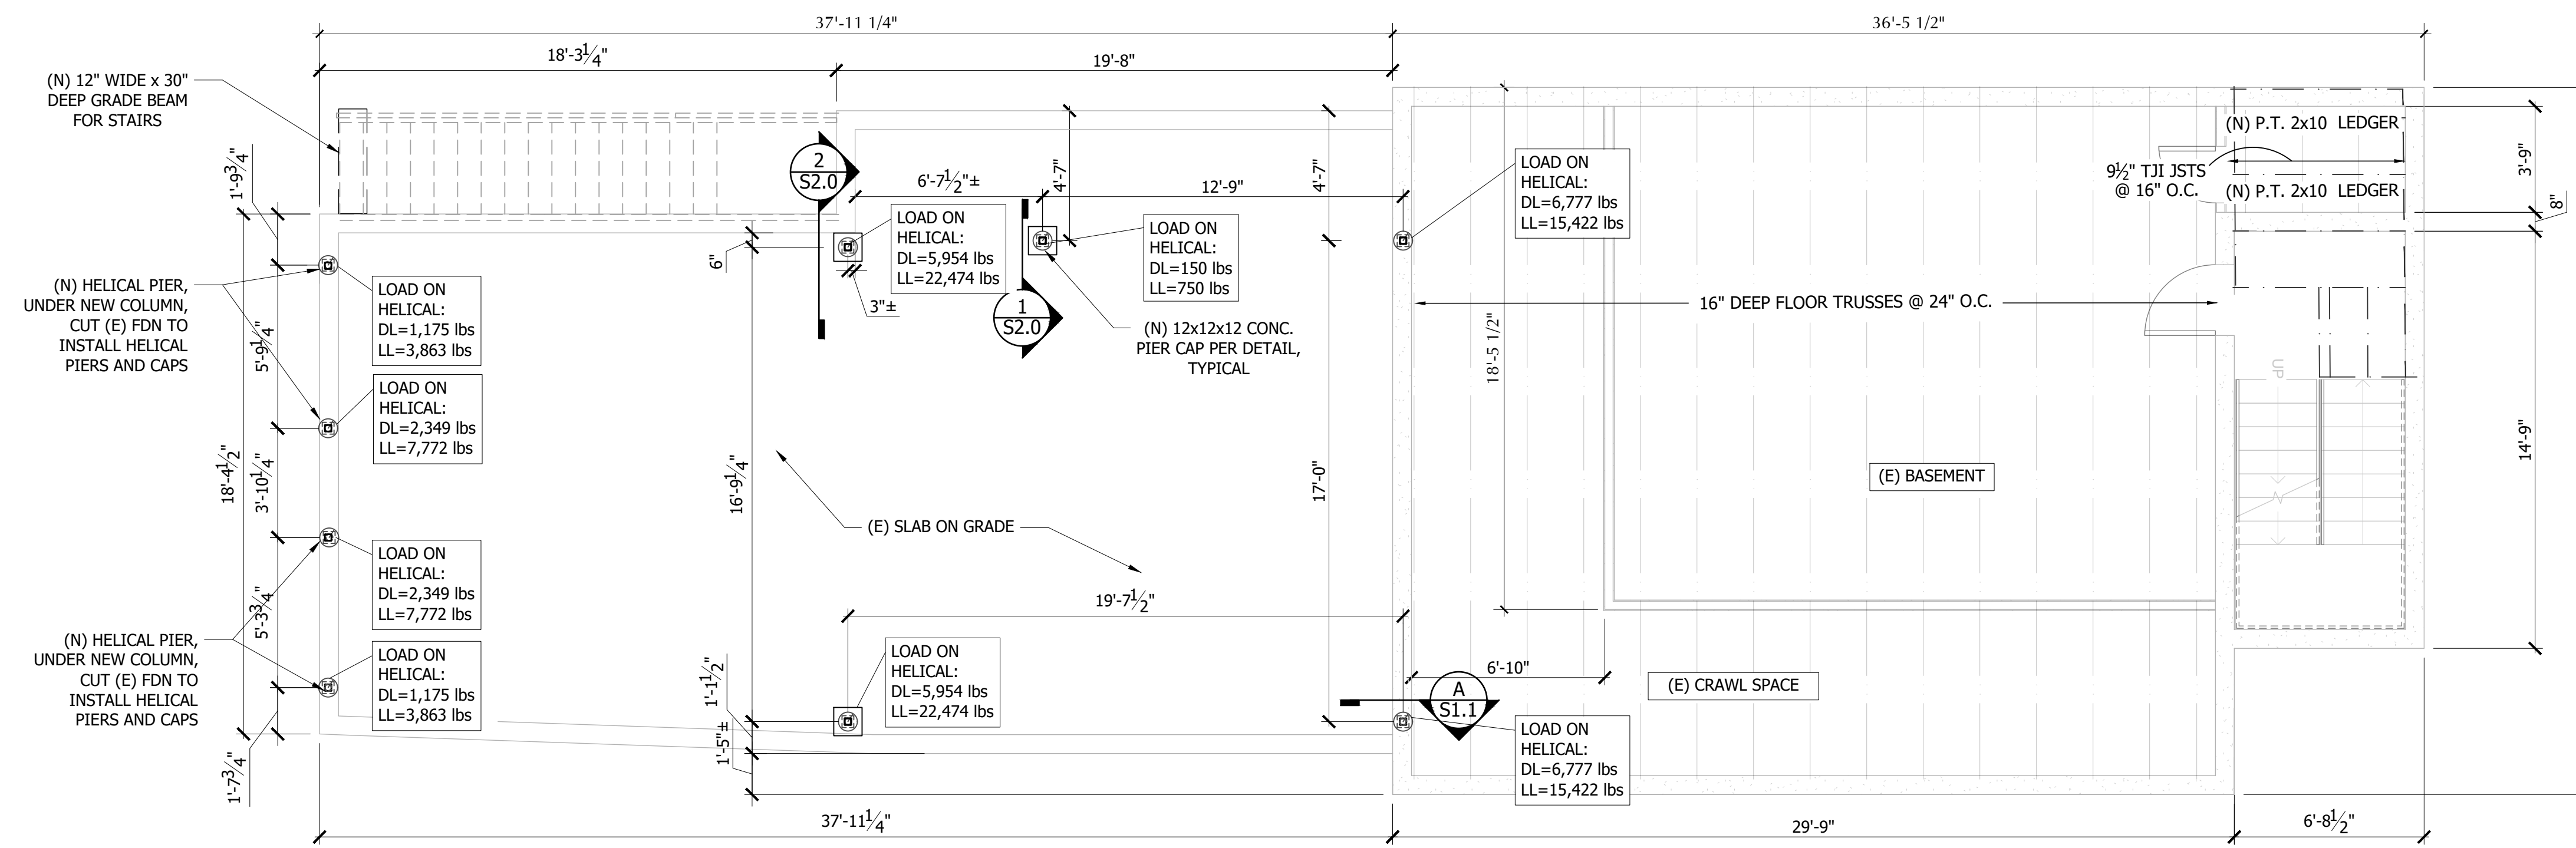 37'-11 1/4"
36'-5 1/2"
18'-3 1/4"
19'-8"
(N) 12" WIDE x 30"
DEEP GRADE BEAM
FOR STAIRS
1'-9 3/4"
2
S2.0
6'-7 1/2"±
4'-7"
12'-9"
4'-7"
LOAD ON
HELICAL:
DL=6,777 lbs
LL=15,422 lbs
(N) P.T. 2x10 LEDGER
9 1/2" TJI JSTS
@ 16" O.C.
(N) P.T. 2x10 LEDGER
3'-9"
8"
LOAD ON
HELICAL:
DL=5,954 lbs
LL=22,474 lbs
LOAD ON
HELICAL:
DL=150 lbs
LL=750 lbs
6"
3"±
1
S2.0
(N) HELICAL PIER,
UNDER NEW COLUMN,
CUT (E) FDN TO
INSTALL HELICAL
PIERS AND CAPS
LOAD ON
HELICAL:
DL=1,175 lbs
LL=3,863 lbs
5'-9 1/4"
(N) 12x12x12 CONC.
PIER CAP PER DETAIL,
TYPICAL
16" DEEP FLOOR TRUSSES @ 24" O.C.
18'-5 1/2"
UP
LOAD ON
HELICAL:
DL=2,349 lbs
LL=7,772 lbs
18'-4 1/2"
3'-10 1/4"
16'-9 1/4"
17'-0"
(E) BASEMENT
14'-9"
(E) SLAB ON GRADE
LOAD ON
HELICAL:
DL=2,349 lbs
LL=7,772 lbs
5'-3 3/4"
19'-7 1/2"
(N) HELICAL PIER,
UNDER NEW COLUMN,
CUT (E) FDN TO
INSTALL HELICAL
PIERS AND CAPS
LOAD ON
HELICAL:
DL=1,175 lbs
LL=3,863 lbs
1'-1 1/2"
LOAD ON
HELICAL:
DL=5,954 lbs
LL=22,474 lbs
6'-10"
A
S1.1
(E) CRAWL SPACE
1'-5"±
1'-7 3/4"
LOAD ON
HELICAL:
DL=6,777 lbs
LL=15,422 lbs
37'-11 1/4"
29'-9"
6'-8 1/2"